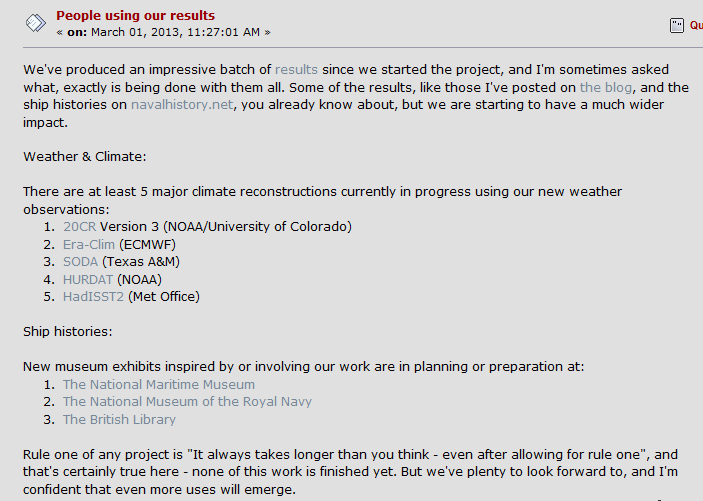 People using our results
« on: March 01, 2013, 11:27:01 AM »
Qu
We've produced an impressive batch of results since we started the project, and I'm sometimes asked
what, exactly is being done with them all. Some of the results, like those I've posted on the blog, and the
ship histories on navalhistory.net, you already know about, but we are starting to have a much wider
impact.
Weather & Climate:
There are at least 5 major climate reconstructions currently in progress using our new weather
observations:
1. 20CR Version 3 (NOAA/University of Colorado)
2. Era-Clim (ECMWF)
3. SODA (Texas A&M)
4. HURDAT (NOAA)
5. HadISST2 (Met Office)
Ship histories:
New museum exhibits inspired by or involving our work are in planning or preparation at:
1. The National Maritime Museum
2. The National Museum of the Royal Navy
3. The British Library
Rule one of any project is "It always takes longer than you think - even after allowing for rule one", and
that's certainly true here - none of this work is finished yet. But we've plenty to look forward to, and I'm
confident that even more uses will emerge.